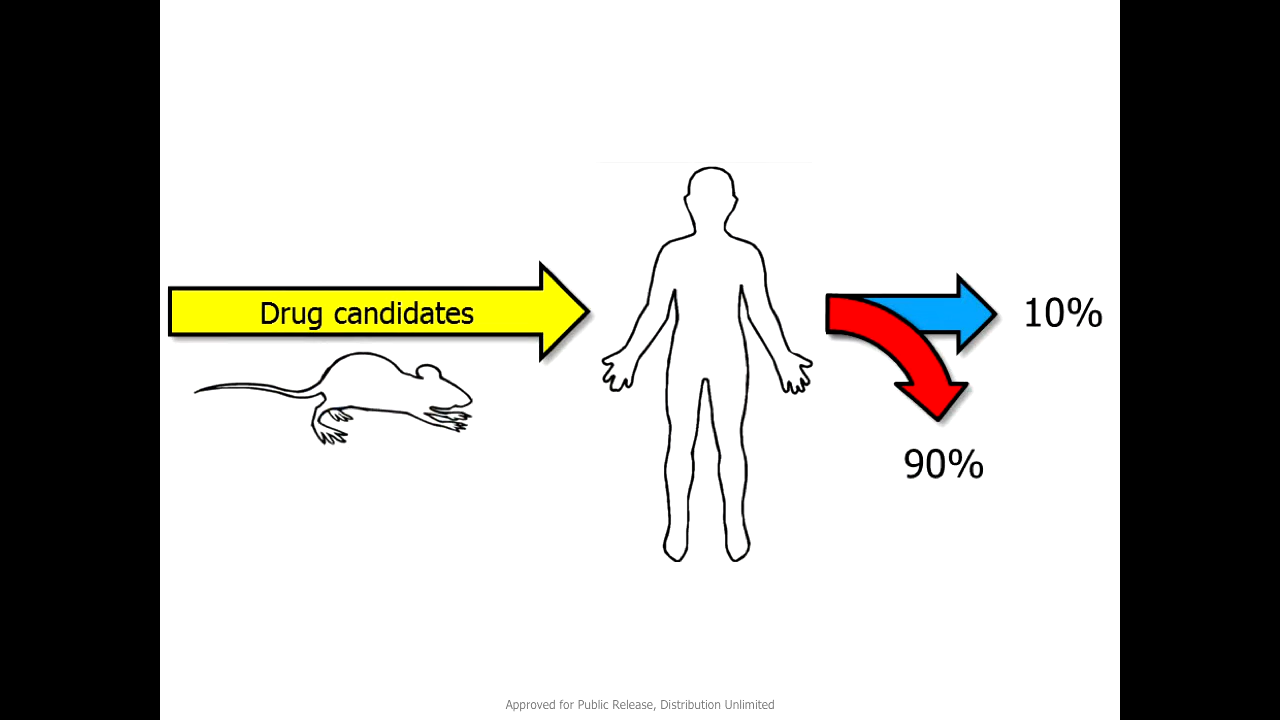 Drug candidates
10%
90%
Approved for Public Release, Distribution Unlimited